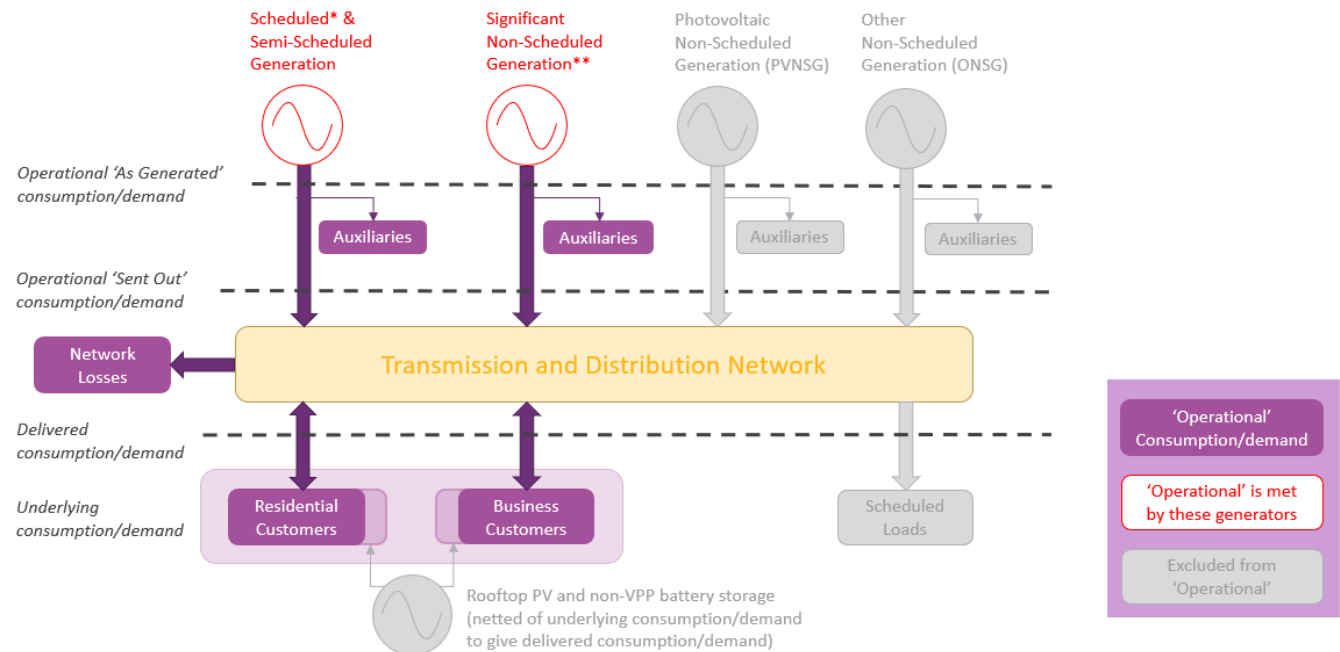 Scheduled* &
Semi-Scheduled
Generation
Significant
Non-Scheduled
Generation**
Photovoltaic
Non-Scheduled
Generation (PVNSG)
Other
Non-Scheduled
Generation (ONSG)
Operational ‘As Generated’
consumption/demand
Auxiliaries
Auxiliaries
Auxiliaries
Auxiliaries
Operational ‘Sent Out’
consumption/demand
Network
Losses
Transmission and Distribution Network
Delivered
consumption/demand
Underlying
consumption/demand
Residential
Customers
Business
Customers
Scheduled
Loads
Rooftop PV and non-VPP battery storage
(netted of underlying consumption/demand
to give delivered consumption/demand)
‘Operational’
Consumption/demand
‘Operational’ is met
by these generators
Excluded from
‘Operational’